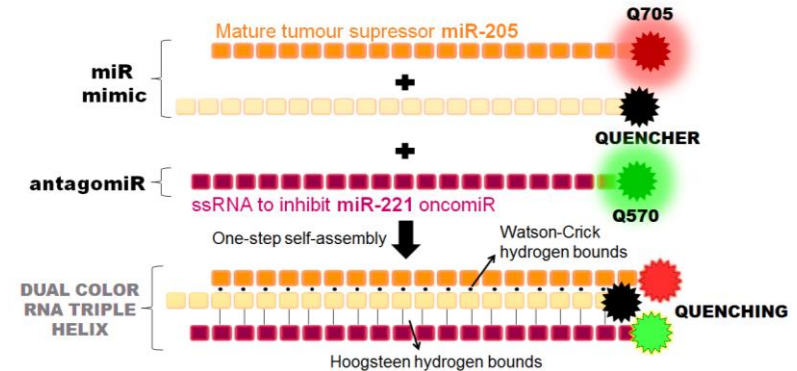 Q705
Mature tumour supressor miR-205
miR
mimic
+
QUENCHER
+
antagomiR
ssRNA to inhibit miR-221 oncomiR
Q570
One-step self-assembly
Watson-Crick
hydrogen bounds
DUAL COLOR
RNA TRIPLE
HELIX
QUENCHING
Hoogsteen hydrogen bounds